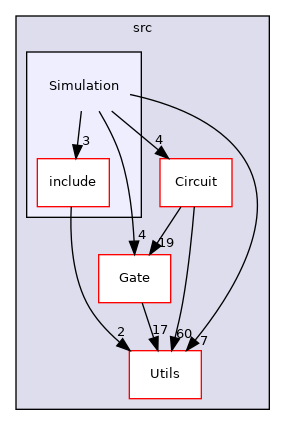 src
Simulation
3
4
include
Circuit
4
19
Gate
2
17
60
7
Utils